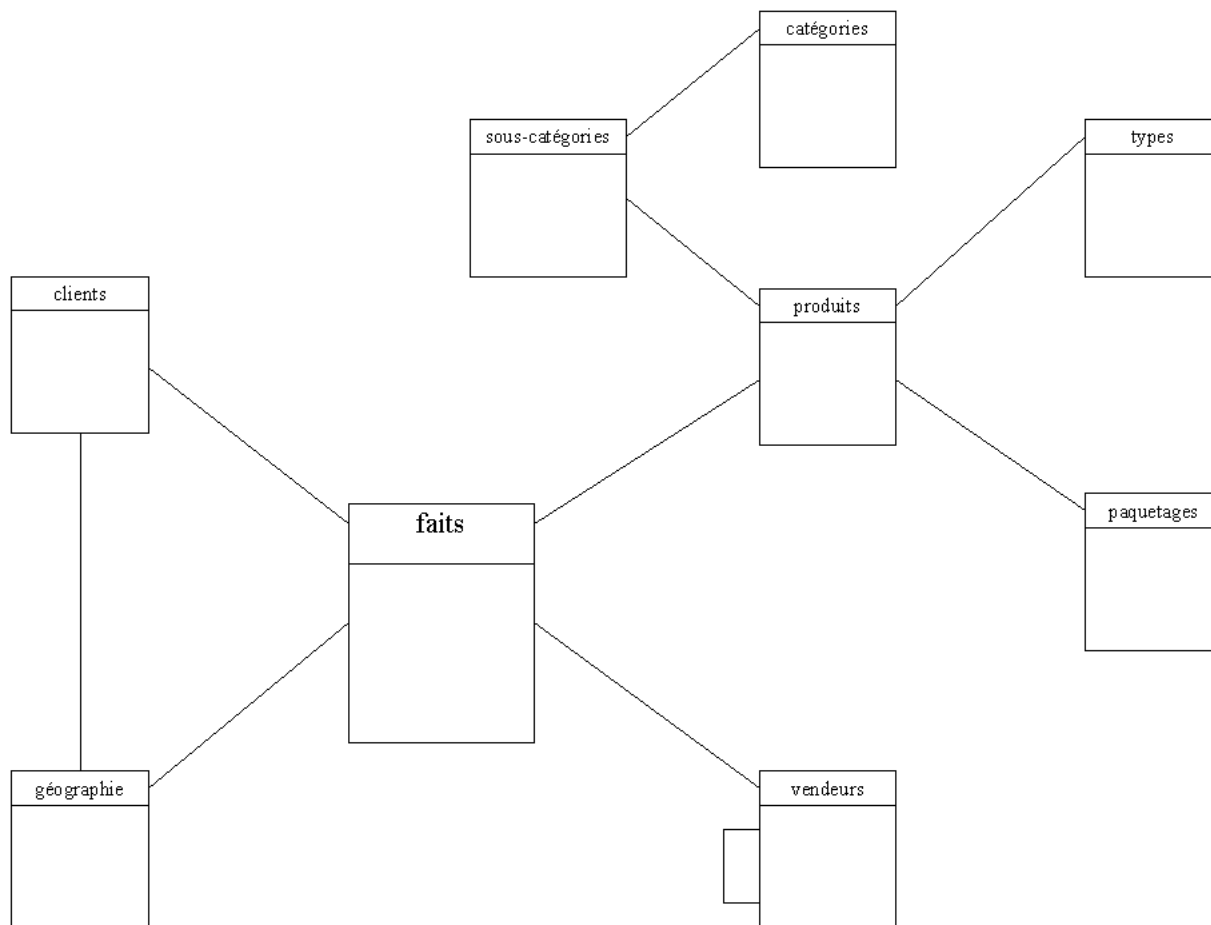 catégories
sous-catégories
types
clients
produits
faits
paquetages
géographie
vendeurs